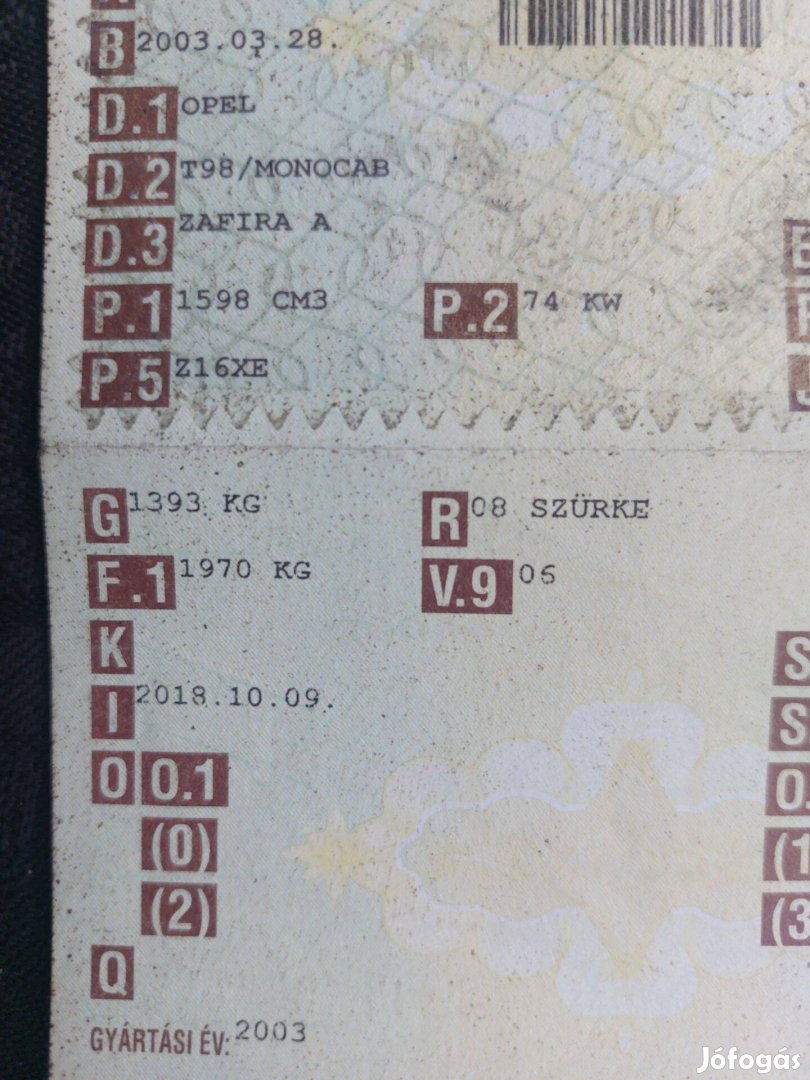 B 2003.03.28.
D.1 OPEL
D.2 T98/MONOCAB
D.3 ZAFIRA A
P.1 1598 CM3 P.2 74 KW
P.5 Z16XE
G 1393 KG R 08 SZÜRKE
F.1 1970 KG V.9 06
K
I 2018.10.09.
O O.1
(0)
(2)
Q
GYÁRTÁSI ÉV: 2003
Jófogás